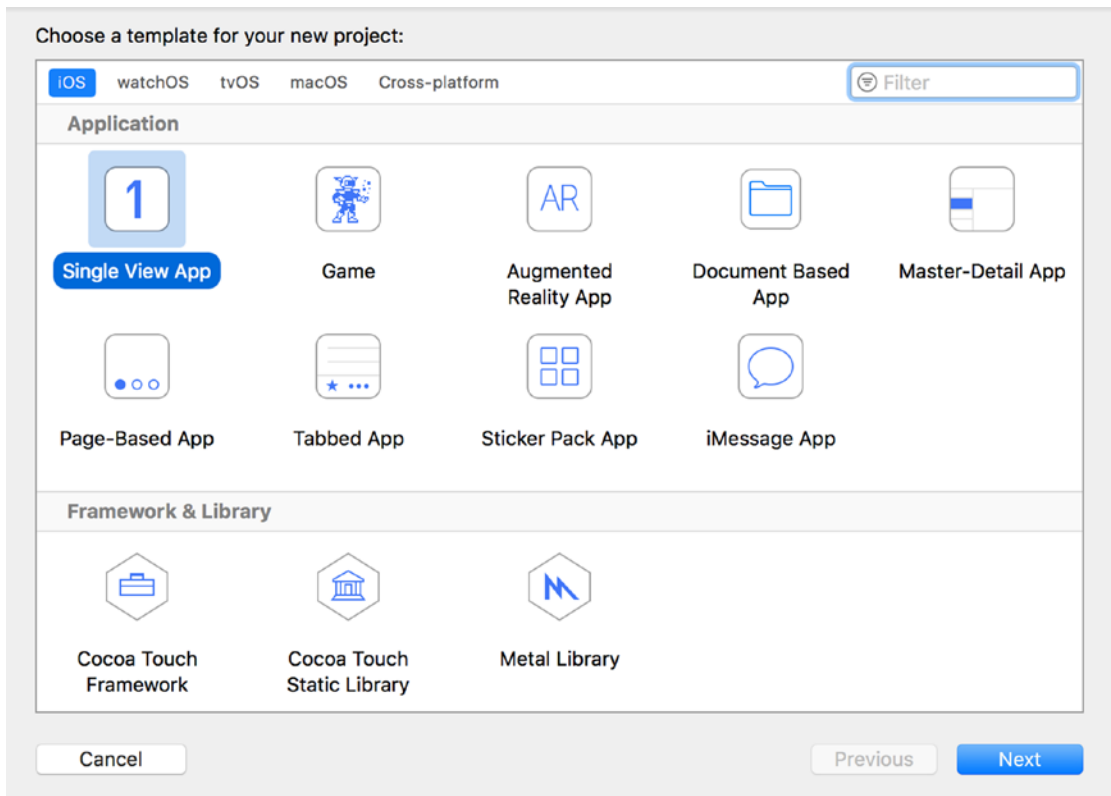 Choose a template for your new project:
iOS watchOS tvOS macOS Cross-platform Filter
Application
1 AR
Single View App Game Augmented Reality App Document Based App Master-Detail App
Page-Based App Tabbed App Sticker Pack App iMessage App
Framework & Library
Cocoa Touch Framework Cocoa Touch Static Library Metal Library
Cancel Previous Next